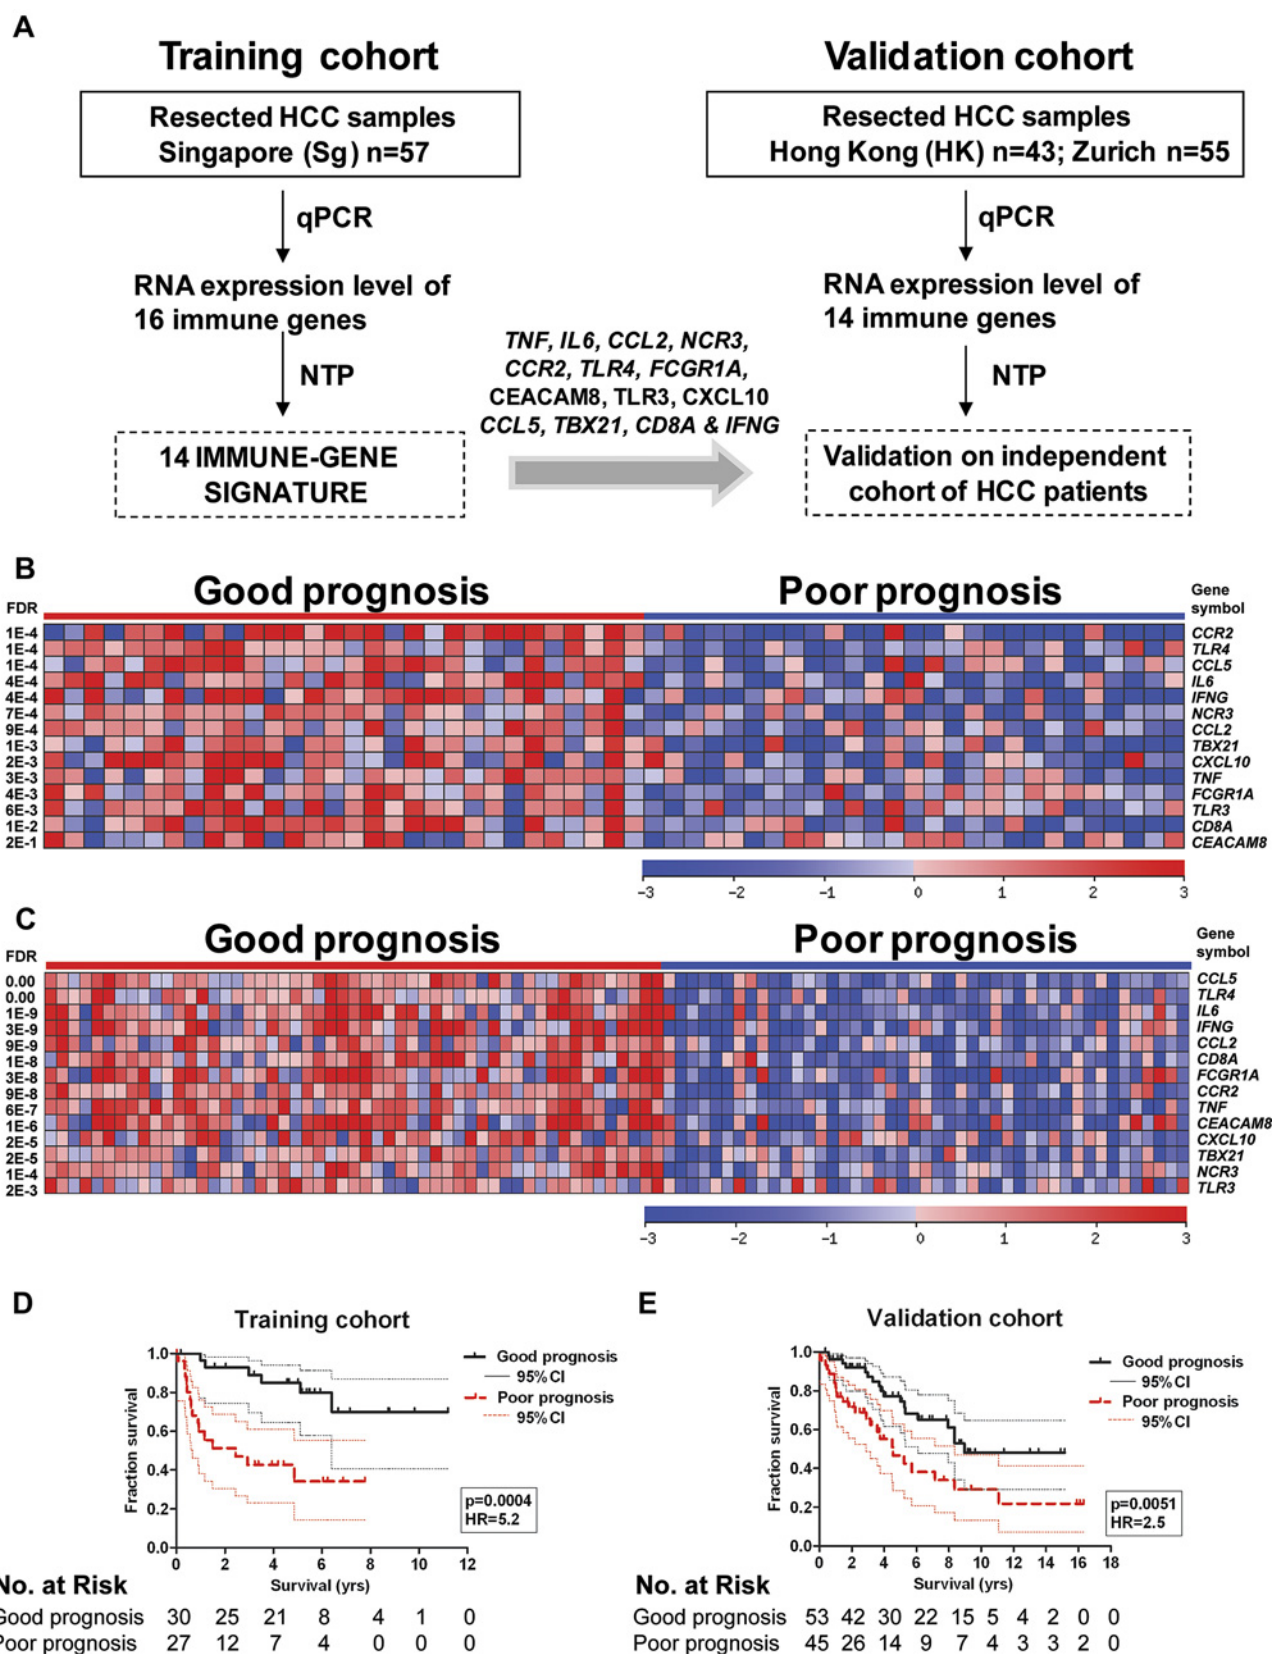 A
Training cohort
Validation cohort
Resected HCC samples
Singapore (Sg) n=57
Resected HCC samples
Hong Kong (HK) n=43; Zurich n=55
qPCR
qPCR
RNA expression level of
16 immune genes
RNA expression level of
14 immune genes
TNF, IL6, CCL2, NCR3,
CCR2, TLR4, FCGR1A,
CEACAM8, TLR3, CXCL10
CCL5, TBX21, CD8A & IFNG
NTP
NTP
14 IMMUNE-GENE
SIGNATURE
Validation on independent
cohort of HCC patients
B
Good prognosis
Poor prognosis
FDR
Gene
symbol
1E-4 CCR2
1E-4 TLR4
1E-4 CCL5
4E-4 IL6
4E-4 IFNG
7E-4 NCR3
9E-4 CCL2
1E-3 TBX21
2E-3 CXCL10
3E-3 TNF
4E-3 FCGR1A
6E-3 TLR3
1E-2 CD8A
2E-1 CEACAM8
-3 -2 -1 0 1 2 3
C
Good prognosis
Poor prognosis
FDR
Gene
symbol
0.00 CCL5
0.00 TLR4
1E-9 IL6
3E-9 IFNG
9E-9 CCL2
1E-8 CD8A
3E-8 FCGR1A
9E-8 CCR2
6E-7 TNF
1E-6 CEACAM8
2E-5 CXCL10
2E-5 TBX21
1E-4 NCR3
2E-3 TLR3
-3 -2 -1 0 1 2 3
D
Training cohort
Fraction survival
1.0
0.8
0.6
0.4
0.2
0.0
Good prognosis
95% CI
Poor prognosis
95% CI
p=0.0004
HR=5.2
0 2 4 6 8 10 12
Survival (yrs)
No. at Risk
Good prognosis 30 25 21 8 4 1 0
Poor prognosis 27 12 7 4 0 0 0
E
Validation cohort
Fraction survival
1.0
0.8
0.6
0.4
0.2
0.0
Good prognosis
95% CI
Poor prognosis
95% CI
p=0.0051
HR=2.5
0 2 4 6 8 10 12 14 16 18
Survival (yrs)
No. at Risk
Good prognosis 53 42 30 22 15 5 4 2 0 0
Poor prognosis 45 26 14 9 7 4 3 3 2 0